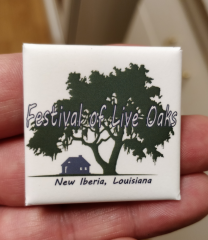 Festival of Live Oaks
New Iberia, Louisiana